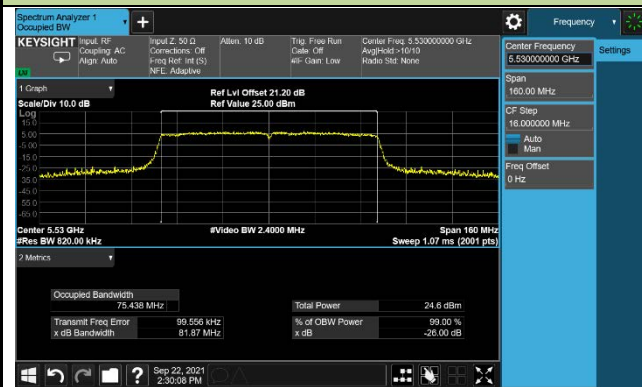 Spectrum Analyzer 1
Occupied BW
+
Frequency
KEYSIGHT
Input: RF
Coupling: AC
Align: Auto
Input Z: 50 Ω
Corrections: Off
Freq Ref: Int (S)
NFE: Adaptive
Atten: 10 dB
Trig: Free Run
Gate: Off
#IF Gain: Low
Center Freq: 5.530000000 GHz
Avg|Hold:>10/10
Radio Std: None
LXI
Center Frequency
5.530000000 GHz
Settings
Span
160.00 MHz
CF Step
16.000000 MHz
Auto
Man
Freq Offset
0 Hz
1 Graph
Scale/Div 10.0 dB
Ref Lvl Offset 21.20 dB
Ref Value 25.00 dBm
Log
15.0
5.00
-5.00
-15.0
-25.0
-35.0
-45.0
-55.0
-65.0
Center 5.53 GHz
#Video BW 2.4000 MHz
Span 160 MHz
#Res BW 820.00 kHz
Sweep 1.07 ms (2001 pts)
2 Metrics
Occupied Bandwidth
75.438 MHz
Total Power
24.6 dBm
Transmit Freq Error
99.556 kHz
% of OBW Power
99.00 %
x dB Bandwidth
81.87 MHz
x dB
-26.00 dB
?
Sep 22, 2021
2:30:08 PM